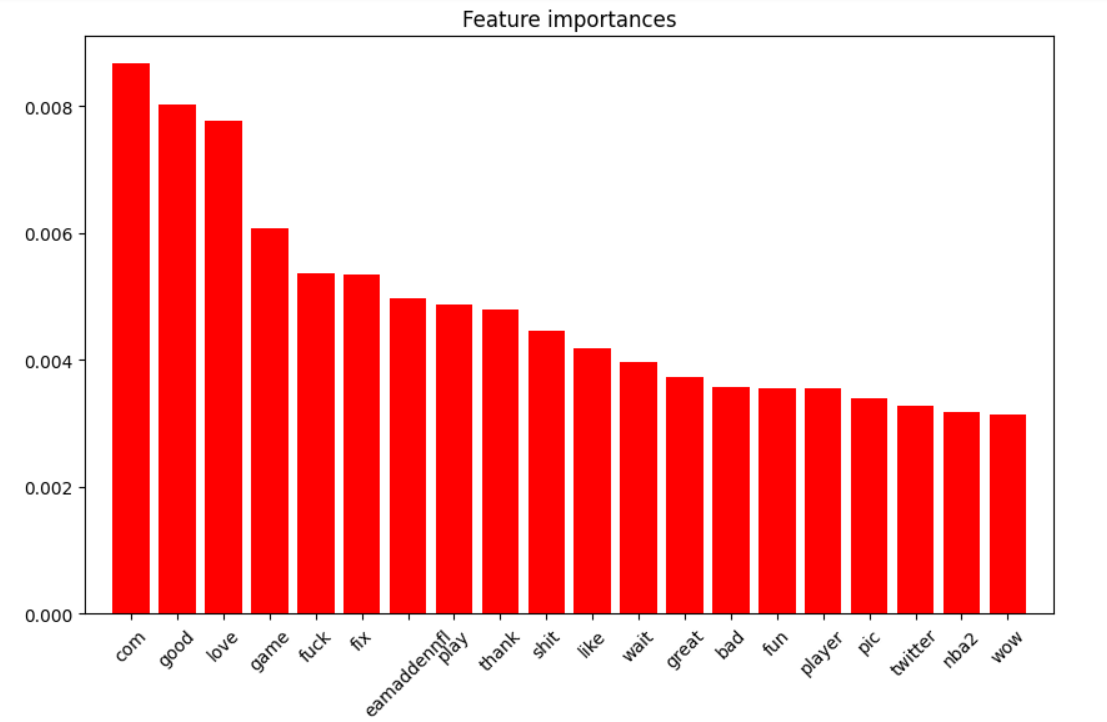 Feature importances
0.008
0.006
0.004
0.002
0.000
com
good
love
game
fuck
fix
eamaddennfl
play
thank
shit
like
wait
great
bad
fun
player
pic
twitter
nba2
wow